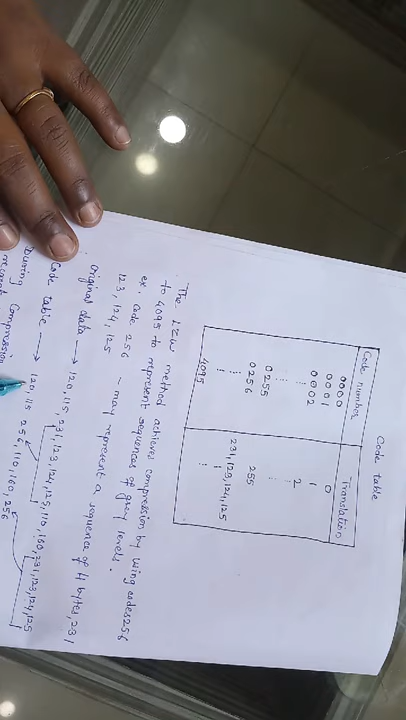 Code table
Code number Translation
0000 0
0001 1
0002 2
⋮ ⋮
0255 255
0256 231,123,124,125
⋮ ⋮
4095
The LZW method achieves compression by using codes 256
to 4095 to represent sequences of grey levels.
ex. Code 256 – may represent a sequence of 4 bytes, 231
123, 124, 125
original data → 120, 115, 231, 123, 124, 125, 110, 160, 231, 123, 124, 125
Code table → 120, 115 256, 110, 160, 256
During Compression